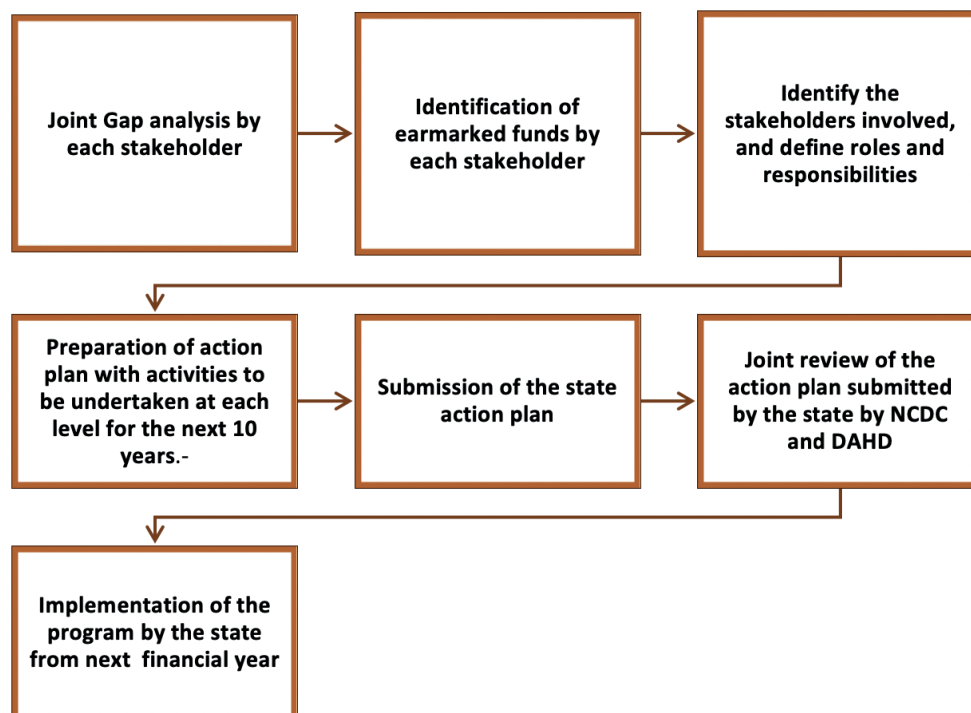 Joint Gap analysis by
each stakeholder
Identification of
earmarked funds by
each stakeholder
Identify the
stakeholders involved,
and define roles and
responsibilities
Preparation of action
plan with activities to
be undertaken at each
level for the next 10
years.-
Submission of the state
action plan
Joint review of the
action plan submitted
by the state by NCDC
and DAHD
Implementation of the
program by the state
from next financial year